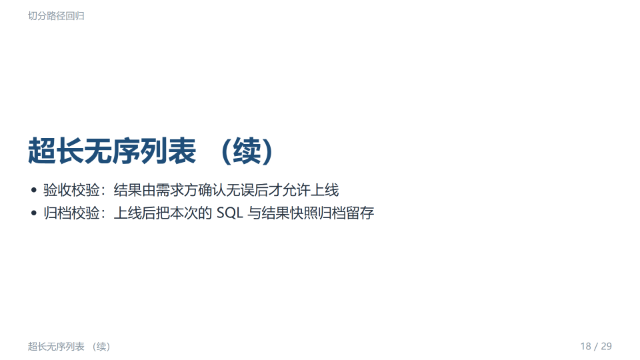 切分路径回归
超长无序列表 （续）
• 验收校验：结果由需求方确认无误后才允许上线
• 归档校验：上线后把本次的 SQL 与结果快照归档留存
超长无序列表 （续）
18 / 29